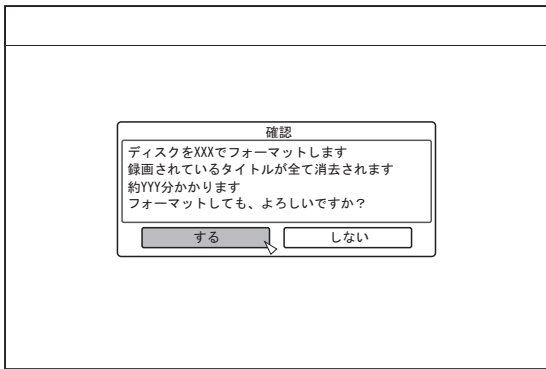 確認
ディスクをXXXでフォーマットします
録画されているタイトルが全て消去されます
約YYY分かかります
フォーマットしても、よろしいですか？
する
しない